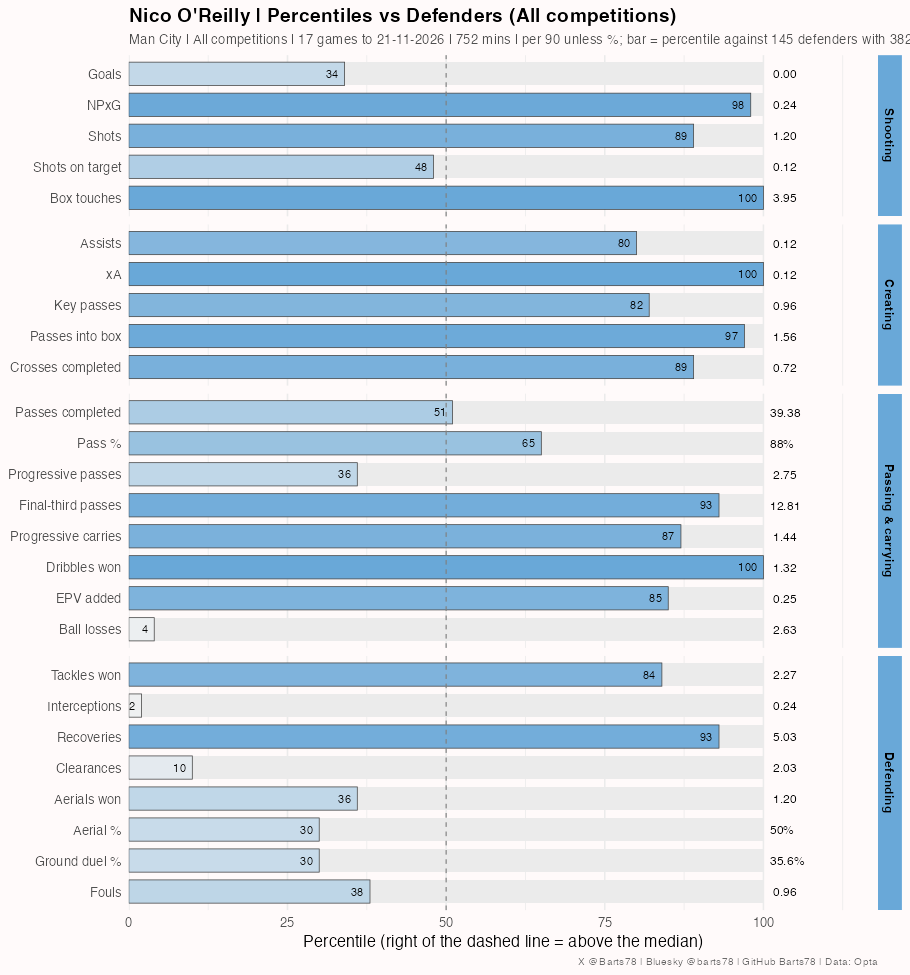 Nico O'Reilly | Percentiles vs Defenders (All competitions)
Man City | All competitions | 17 games to 21-11-2026 | 752 mins | per 90 unless %; bar = percentile against 145 defenders with 382
Goals 34 0.00
NPxG 98 0.24
Shots 89 1.20
Shots on target 48 0.12
Box touches 100 3.95
Shooting
Assists 80 0.12
xA 100 0.12
Key passes 82 0.96
Passes into box 97 1.56
Crosses completed 89 0.72
Creating
Passes completed 51 39.38
Pass % 65 88%
Progressive passes 36 2.75
Final-third passes 93 12.81
Progressive carries 87 1.44
Dribbles won 100 1.32
EPV added 85 0.25
Ball losses 4 2.63
Passing & carrying
Tackles won 84 2.27
Interceptions 2 0.24
Recoveries 93 5.03
Clearances 10 2.03
Aerials won 36 1.20
Aerial % 30 50%
Ground duel % 30 35.6%
Fouls 38 0.96
Defending
0 25 50 75 100
Percentile (right of the dashed line = above the median)
X @Barts78 | Bluesky @barts78 | GitHub Barts78 | Data: Opta